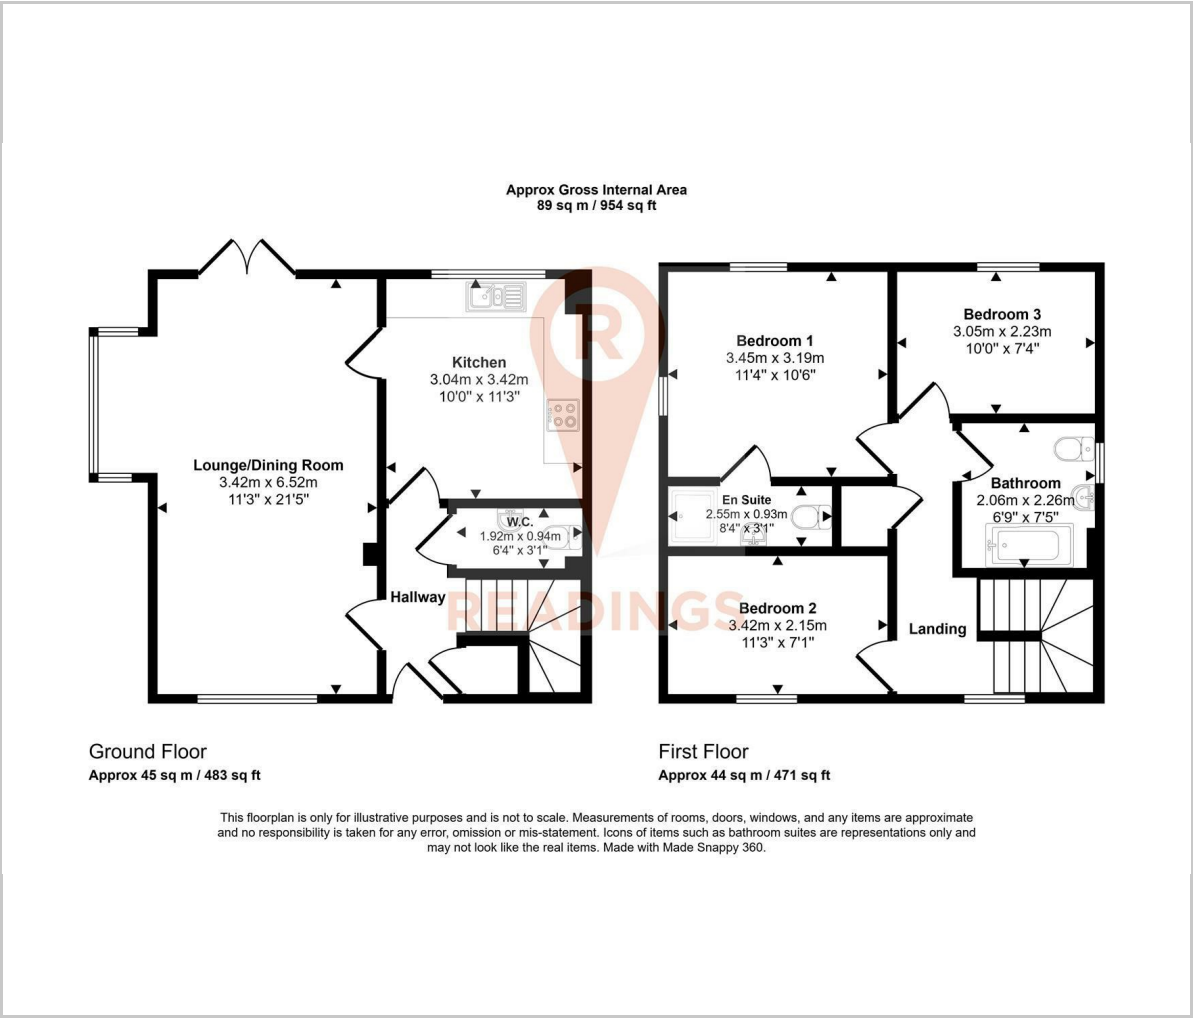 Approx Gross Internal Area
89 sq m / 954 sq ft
Kitchen
3.04m x 3.42m
10'0" x 11'3"
Lounge/Dining Room
3.42m x 6.52m
11'3" x 21'5"
W.C.
1.92m x 0.94m
6'4" x 3'1"
Hallway
Bedroom 1
3.45m x 3.19m
11'4" x 10'6"
Bedroom 3
3.05m x 2.23m
10'0" x 7'4"
En Suite
2.55m x 0.93m
8'4" x 3'1"
Bathroom
2.06m x 2.26m
6'9" x 7'5"
Bedroom 2
3.42m x 2.15m
11'3" x 7'1"
Landing
R
READINGS
Ground Floor
Approx 45 sq m / 483 sq ft
First Floor
Approx 44 sq m / 471 sq ft
This floorplan is only for illustrative purposes and is not to scale. Measurements of rooms, doors, windows, and any items are approximate
and no responsibility is taken for any error, omission or mis-statement. Icons of items such as bathroom suites are representations only and
may not look like the real items. Made with Made Snappy 360.